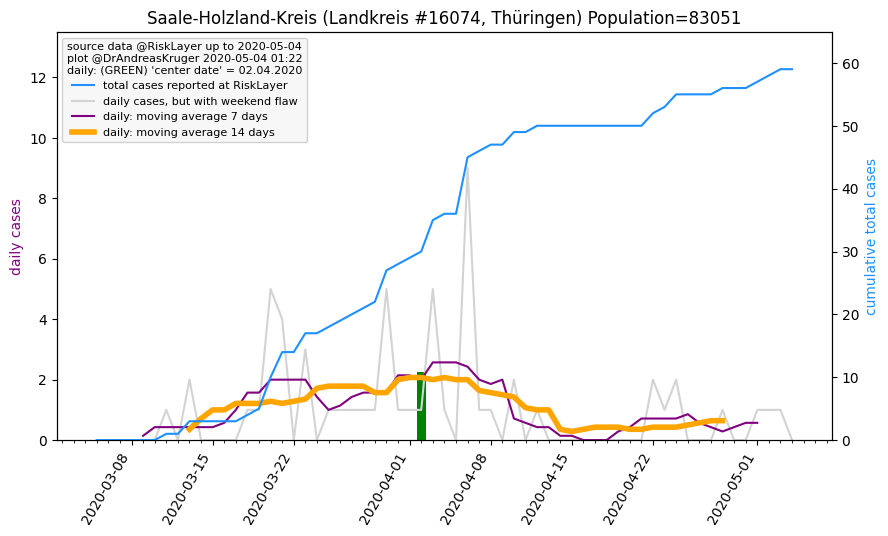 Saale-Holzland-Kreis (Landkreis #16074, Thüringen) Population=83051
source data @RiskLayer up to 2020-05-04
plot @DrAndreasKruger 2020-05-04 01:22
daily: (GREEN) 'center date' = 02.04.2020
total cases reported at RiskLayer
daily cases, but with weekend flaw
daily: moving average 7 days
daily: moving average 14 days
daily cases
0
2
4
6
8
10
12
cumulative total cases
0
10
20
30
40
50
60
2020-03-08
2020-03-15
2020-03-22
2020-04-01
2020-04-08
2020-04-15
2020-04-22
2020-05-01